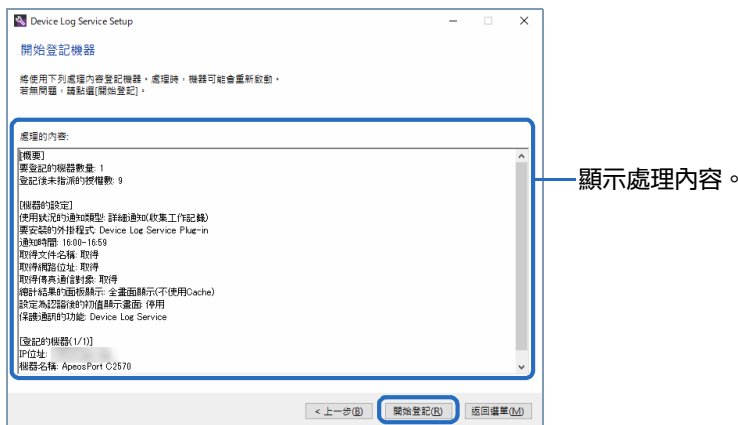 Device Log Service Setup
開始登記機器
將使用下列處理內容登記機器。處理時，機器可能會重新啟動。
若無問題，請點選[開始登記]。
處理的內容:
[概要]
要登記的機器數量: 1
登記後未指派的授權數: 9
[機器的設定]
使用狀況的通知類型: 詳細通知(收集工作記錄)
要安裝的外掛程式: Device Log Service Plug-in
通知時間: 16:00-16:59
取得文件名稱: 取得
取得網路位址: 取得
取得傳真通信對象: 取得
總計結果的面板顯示: 全畫面顯示(不使用Cache)
設定為認證後的初值顯示畫面: 停用
保護通訊的功能: Device Log Service
[登記的機器(1/1)]
IP位址:
機器名稱: ApeosPort C2570
顯示處理內容。
< 上一步(B) 開始登記(R) 返回選單(M)